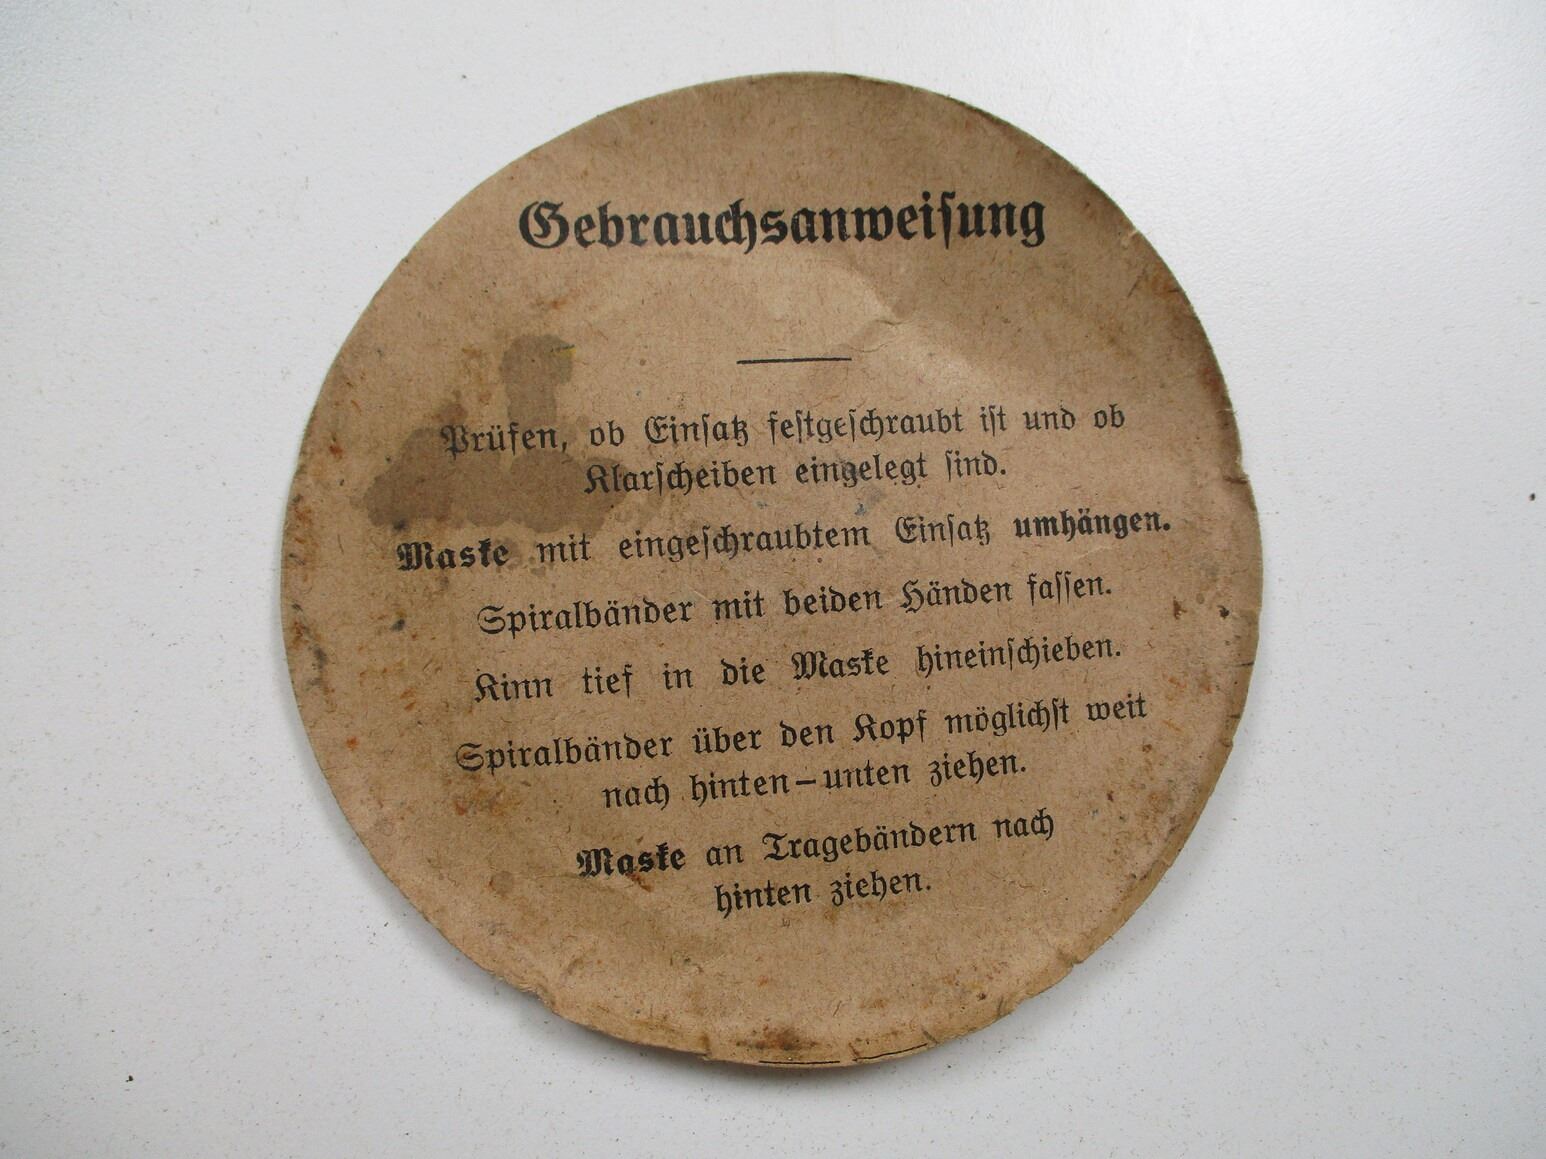 Gebrauchsanweiſung
Prüfen, ob Einſatz feſtgeſchraubt iſt und ob
Klarſcheiben eingelegt ſind.
Maske mit eingeſchraubtem Einſatz umhängen.
Spiralbänder mit beiden Händen faſſen.
Kinn tief in die Maske hineinſchieben.
Spiralbänder über den Kopf möglichſt weit
nach hinten – unten ziehen.
Maske an Tragebändern nach
hinten ziehen.